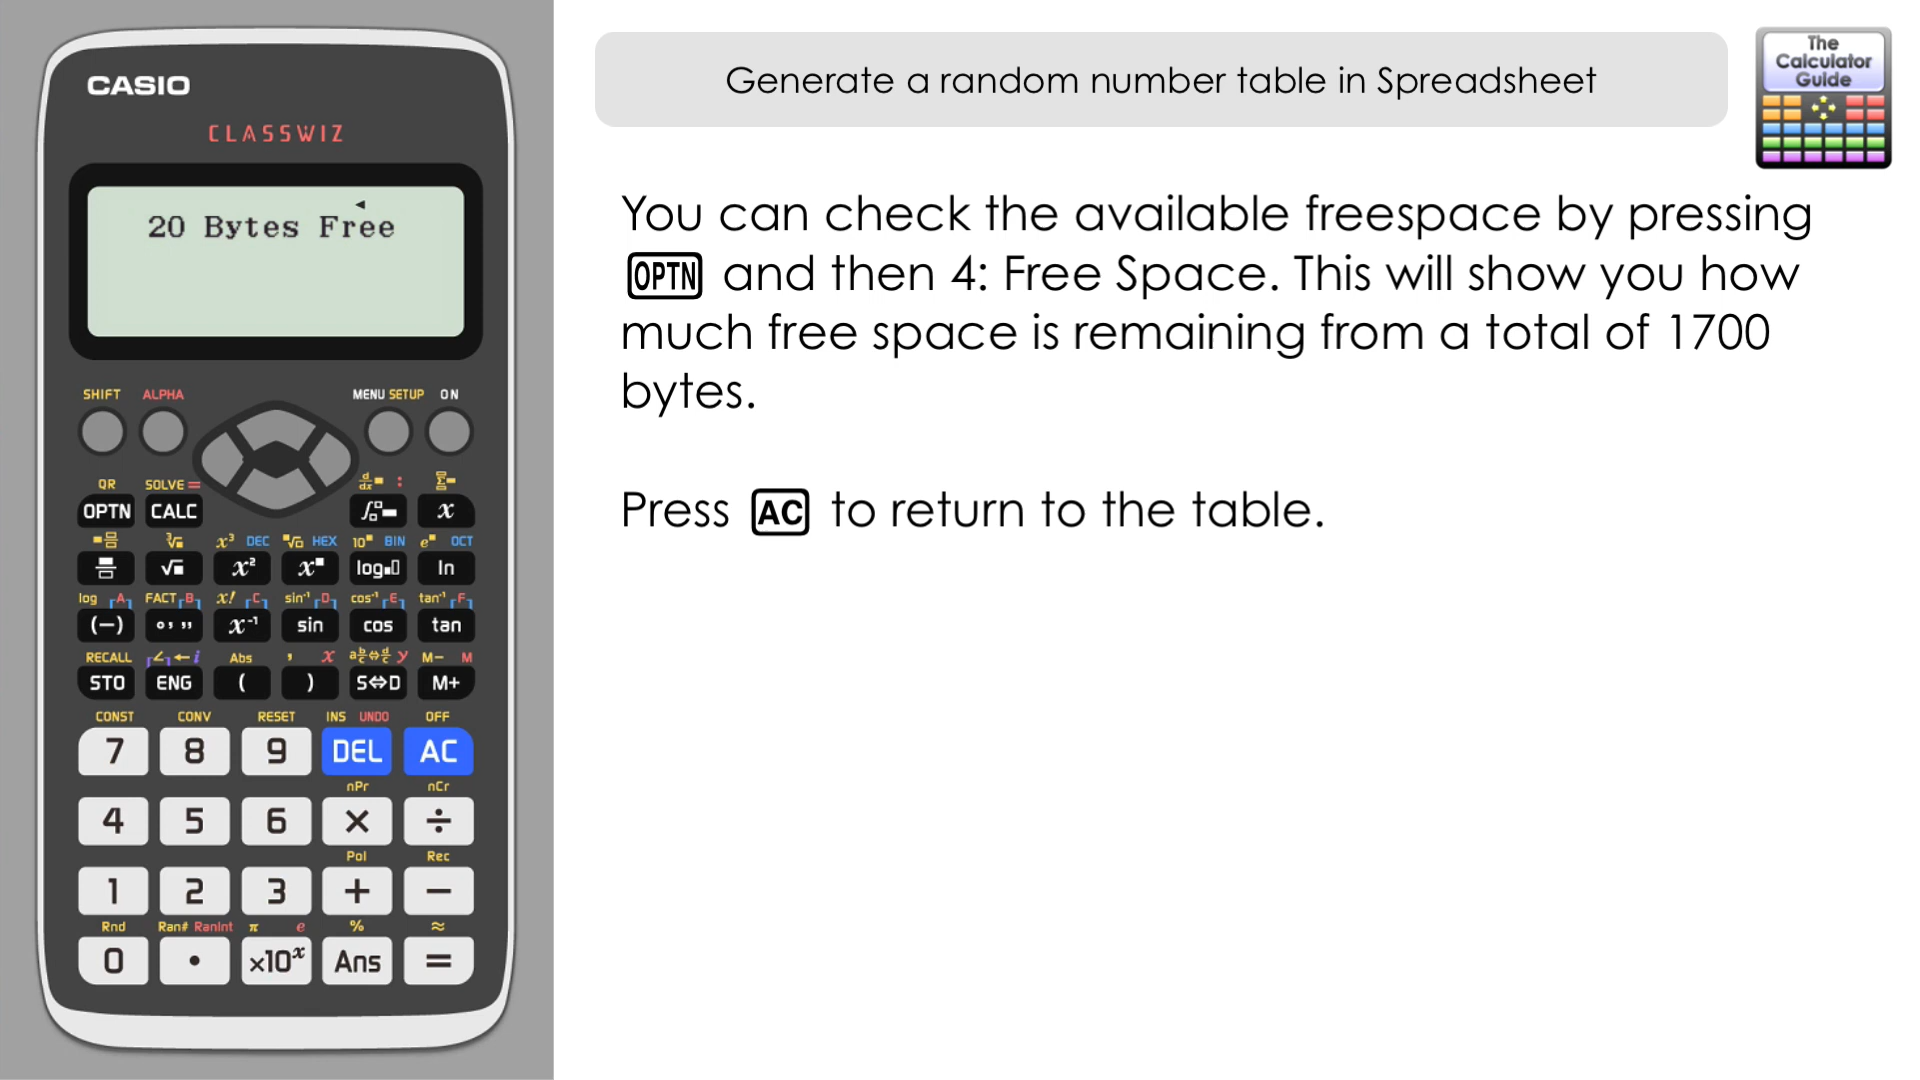 CASIO
CLASSWIZ
20 Bytes Free
SHIFT ALPHA MENU SETUP ON
QR SOLVE = d/dx■ : Σ
OPTN CALC ∫ x
∛■ x³ DEC ■√□ HEX 10■ BIN e■ OCT
√■ x² x■ log■□ ln
log A FACT B x! C sin⁻¹ D cos⁻¹ E tan⁻¹ F
(−) ° ’ ” x⁻¹ sin cos tan
RECALL ∠ ← i Abs , x a b/c⇔d/c y M− M
STO ENG ( ) S⇔D M+
CONST CONV RESET INS UNDO OFF
7 8 9 DEL AC
nPr nCr
4 5 6 × ÷
Pol Rec
1 2 3 + −
Rnd Ran# RanInt π e % ≈
0 • ×10ˣ Ans =
Generate a random number table in Spreadsheet
The
Calculator
Guide
You can check the available freespace by pressing
OPTN and then 4: Free Space. This will show you how
much free space is remaining from a total of 1700
bytes.
Press AC to return to the table.